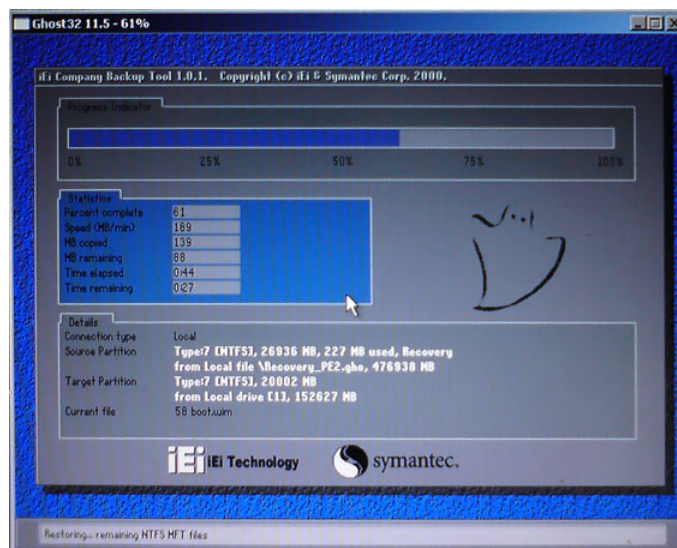 Ghost32 11.5 - 61%
iEi Company Backup Tool 1.0.1. Copyright (c) iEi & Symantec Corp. 2000.
Progress Indicator
0% 25% 50% 75% 100%
Statistics
Percent complete 61
Speed (MB/min) 189
MB copied 139
MB remaining 88
Time elapsed 0:44
Time remaining 0:27
Details
Connection type Local
Source Partition Type:7 [NTFS], 26936 MB, 227 MB used, Recovery
from Local file \Recovery_PE2.gho, 476938 MB
Target Partition Type:7 [NTFS], 20002 MB
from Local drive [1], 152627 MB
Current file 58 boot.wim
iEi iEi Technology symantec.
Restoring... remaining NTFS MFT files